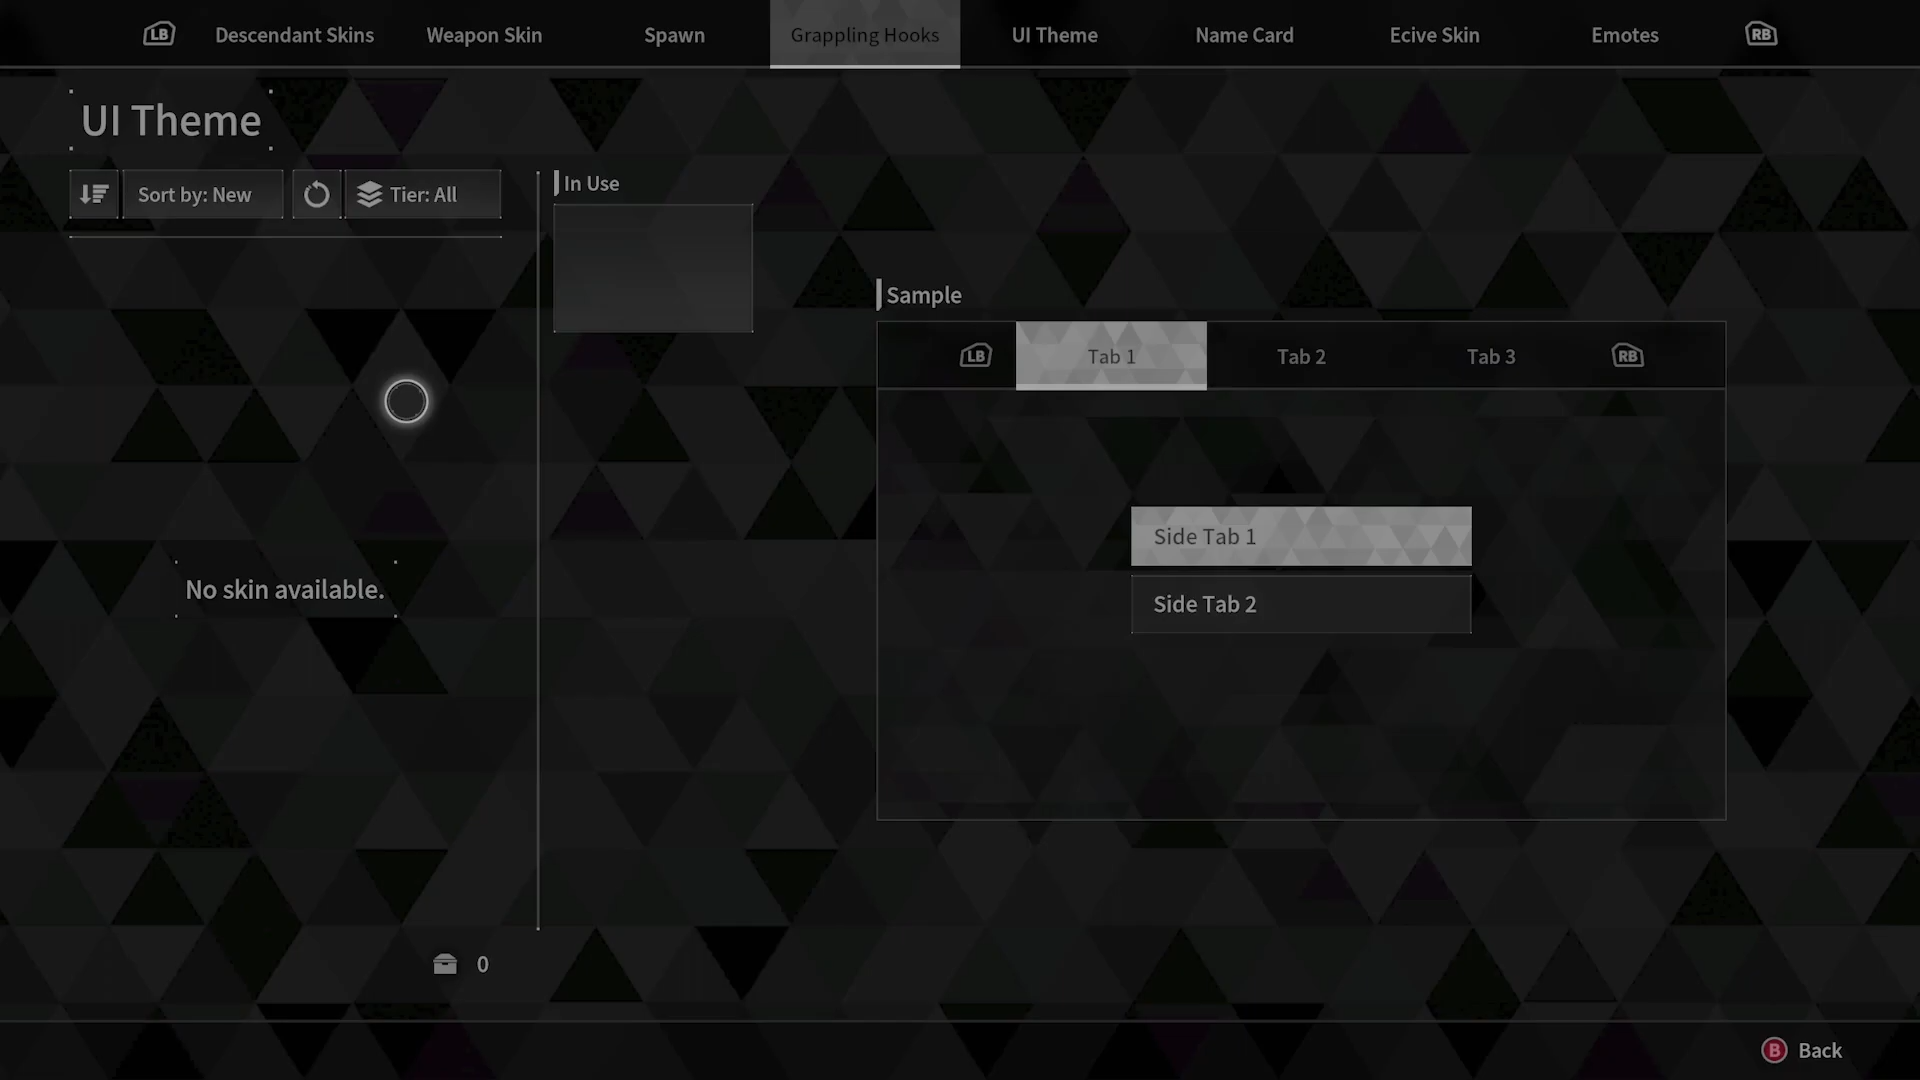 LB Descendant Skins Weapon Skin Spawn Grappling Hooks UI Theme Name Card Ecive Skin Emotes RB
UI Theme
Sort by: New Tier: All
In Use
Sample
LB Tab 1 Tab 2 Tab 3 RB
Side Tab 1
No skin available.
Side Tab 2
0
B Back